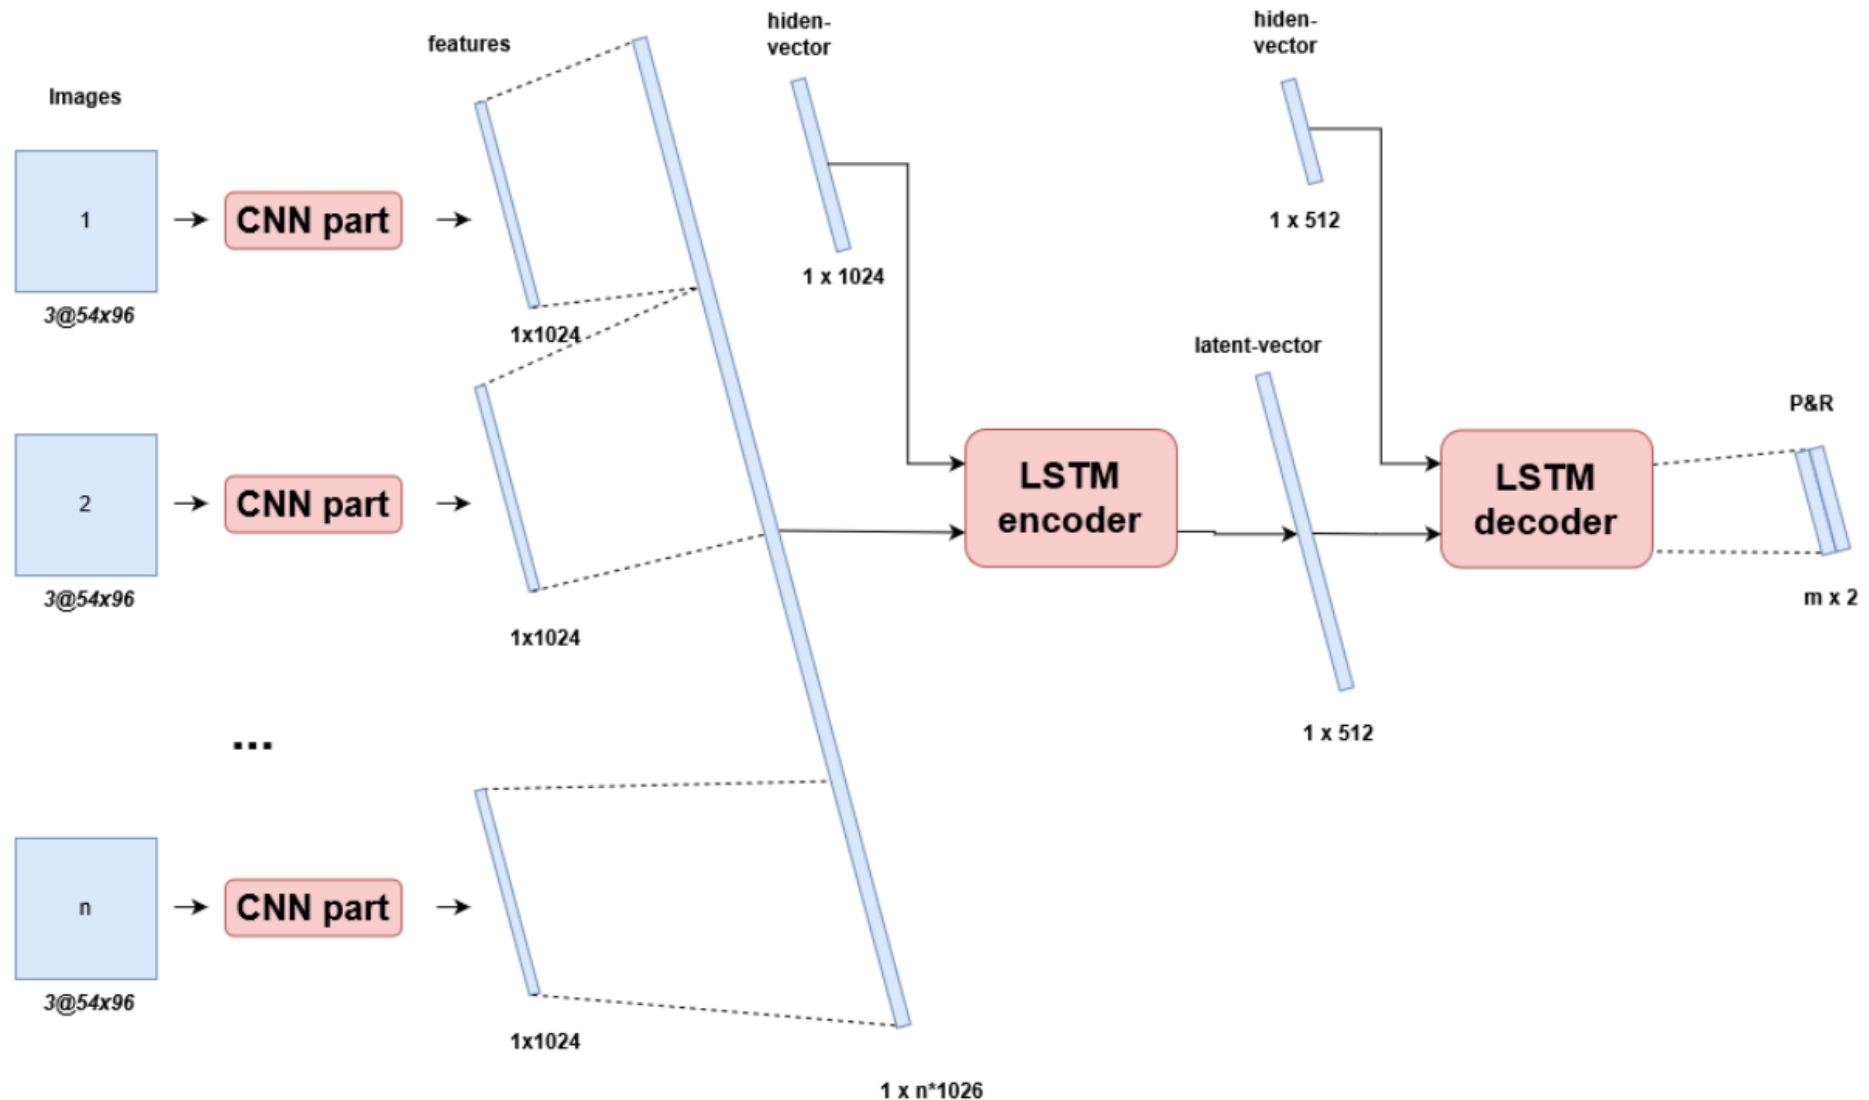 Images
1
3@54x96
CNN part
features
1x1024
2
3@54x96
CNN part
1x1024
...
n
3@54x96
CNN part
1x1024
1 x n*1026
hiden-
vector
1 x 1024
LSTM
encoder
latent-vector
1 x 512
hiden-
vector
1 x 512
LSTM
decoder
P&R
m x 2